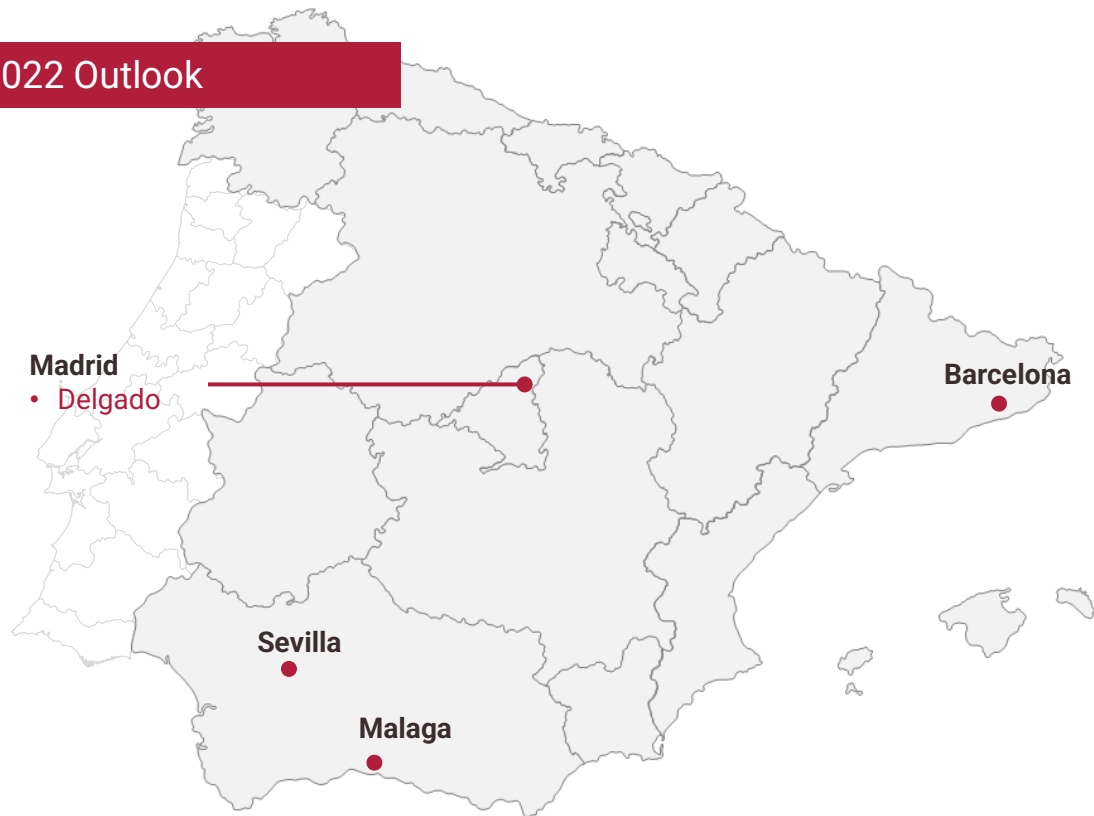 022 Outlook
Madrid
• Delgado
Barcelona
Sevilla
Malaga